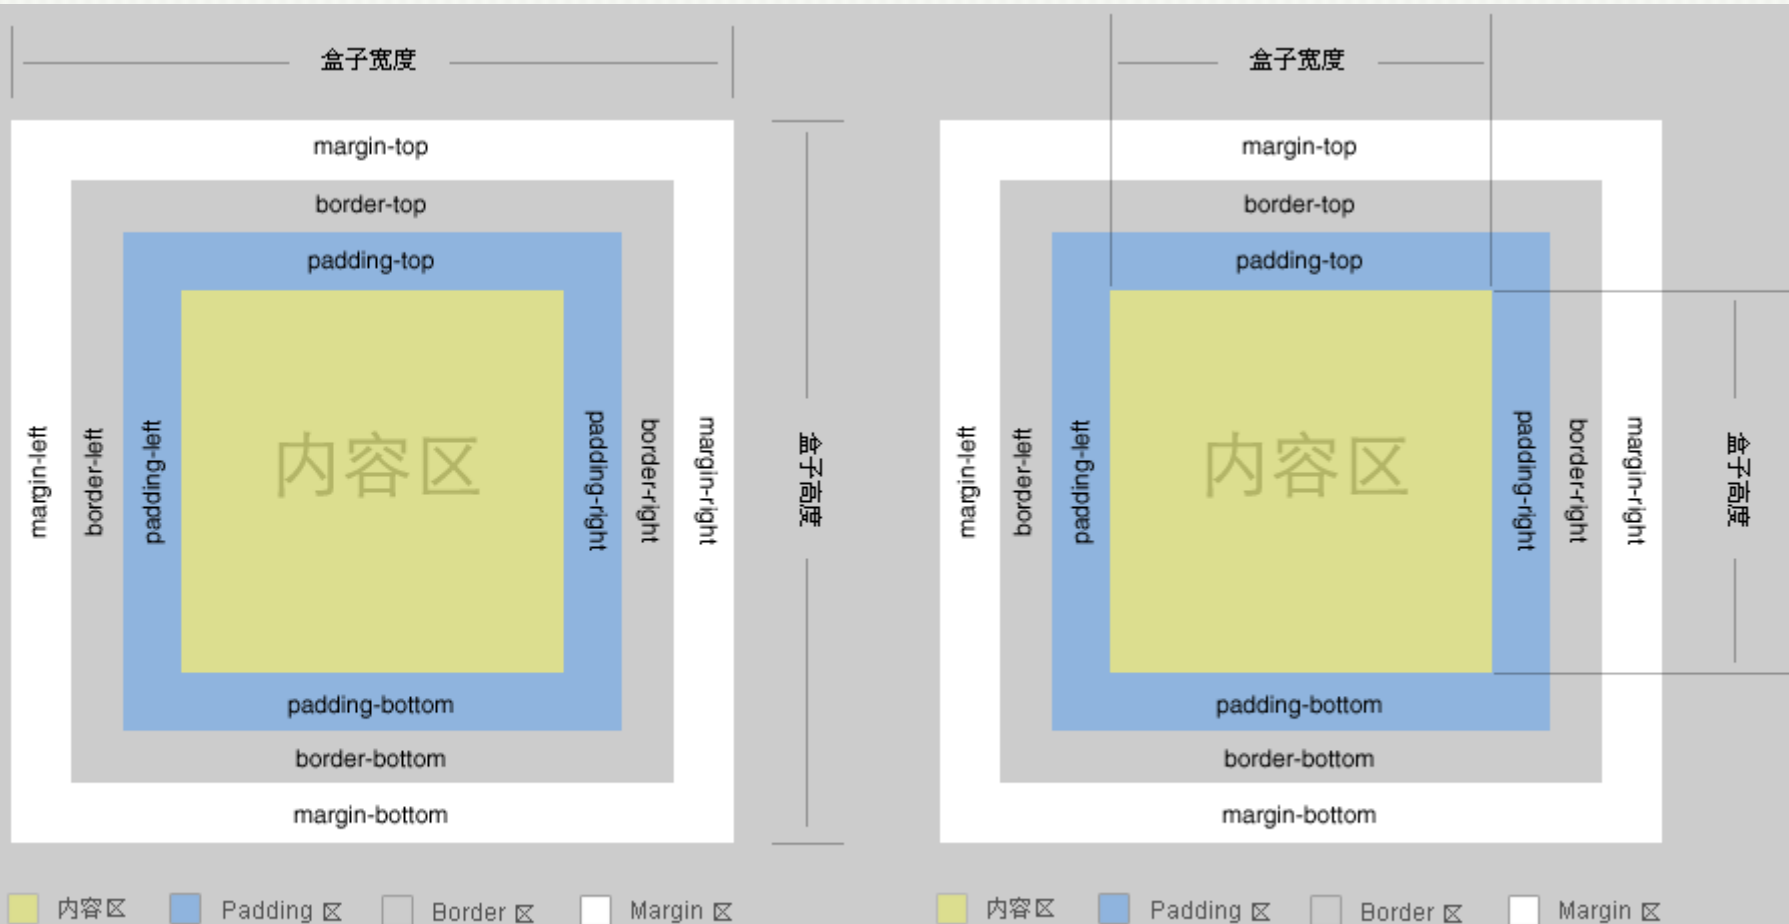 盒子宽度
margin-top
border-top
padding-top
margin-left
border-left
padding-left
内容区
padding-right
border-right
margin-right
盒子高度
padding-bottom
border-bottom
margin-bottom
内容区 Padding 区 Border 区 Margin 区
盒子宽度
margin-top
border-top
padding-top
margin-left
border-left
padding-left
内容区
padding-right
border-right
margin-right
盒子高度
padding-bottom
border-bottom
margin-bottom
内容区 Padding 区 Border 区 Margin 区